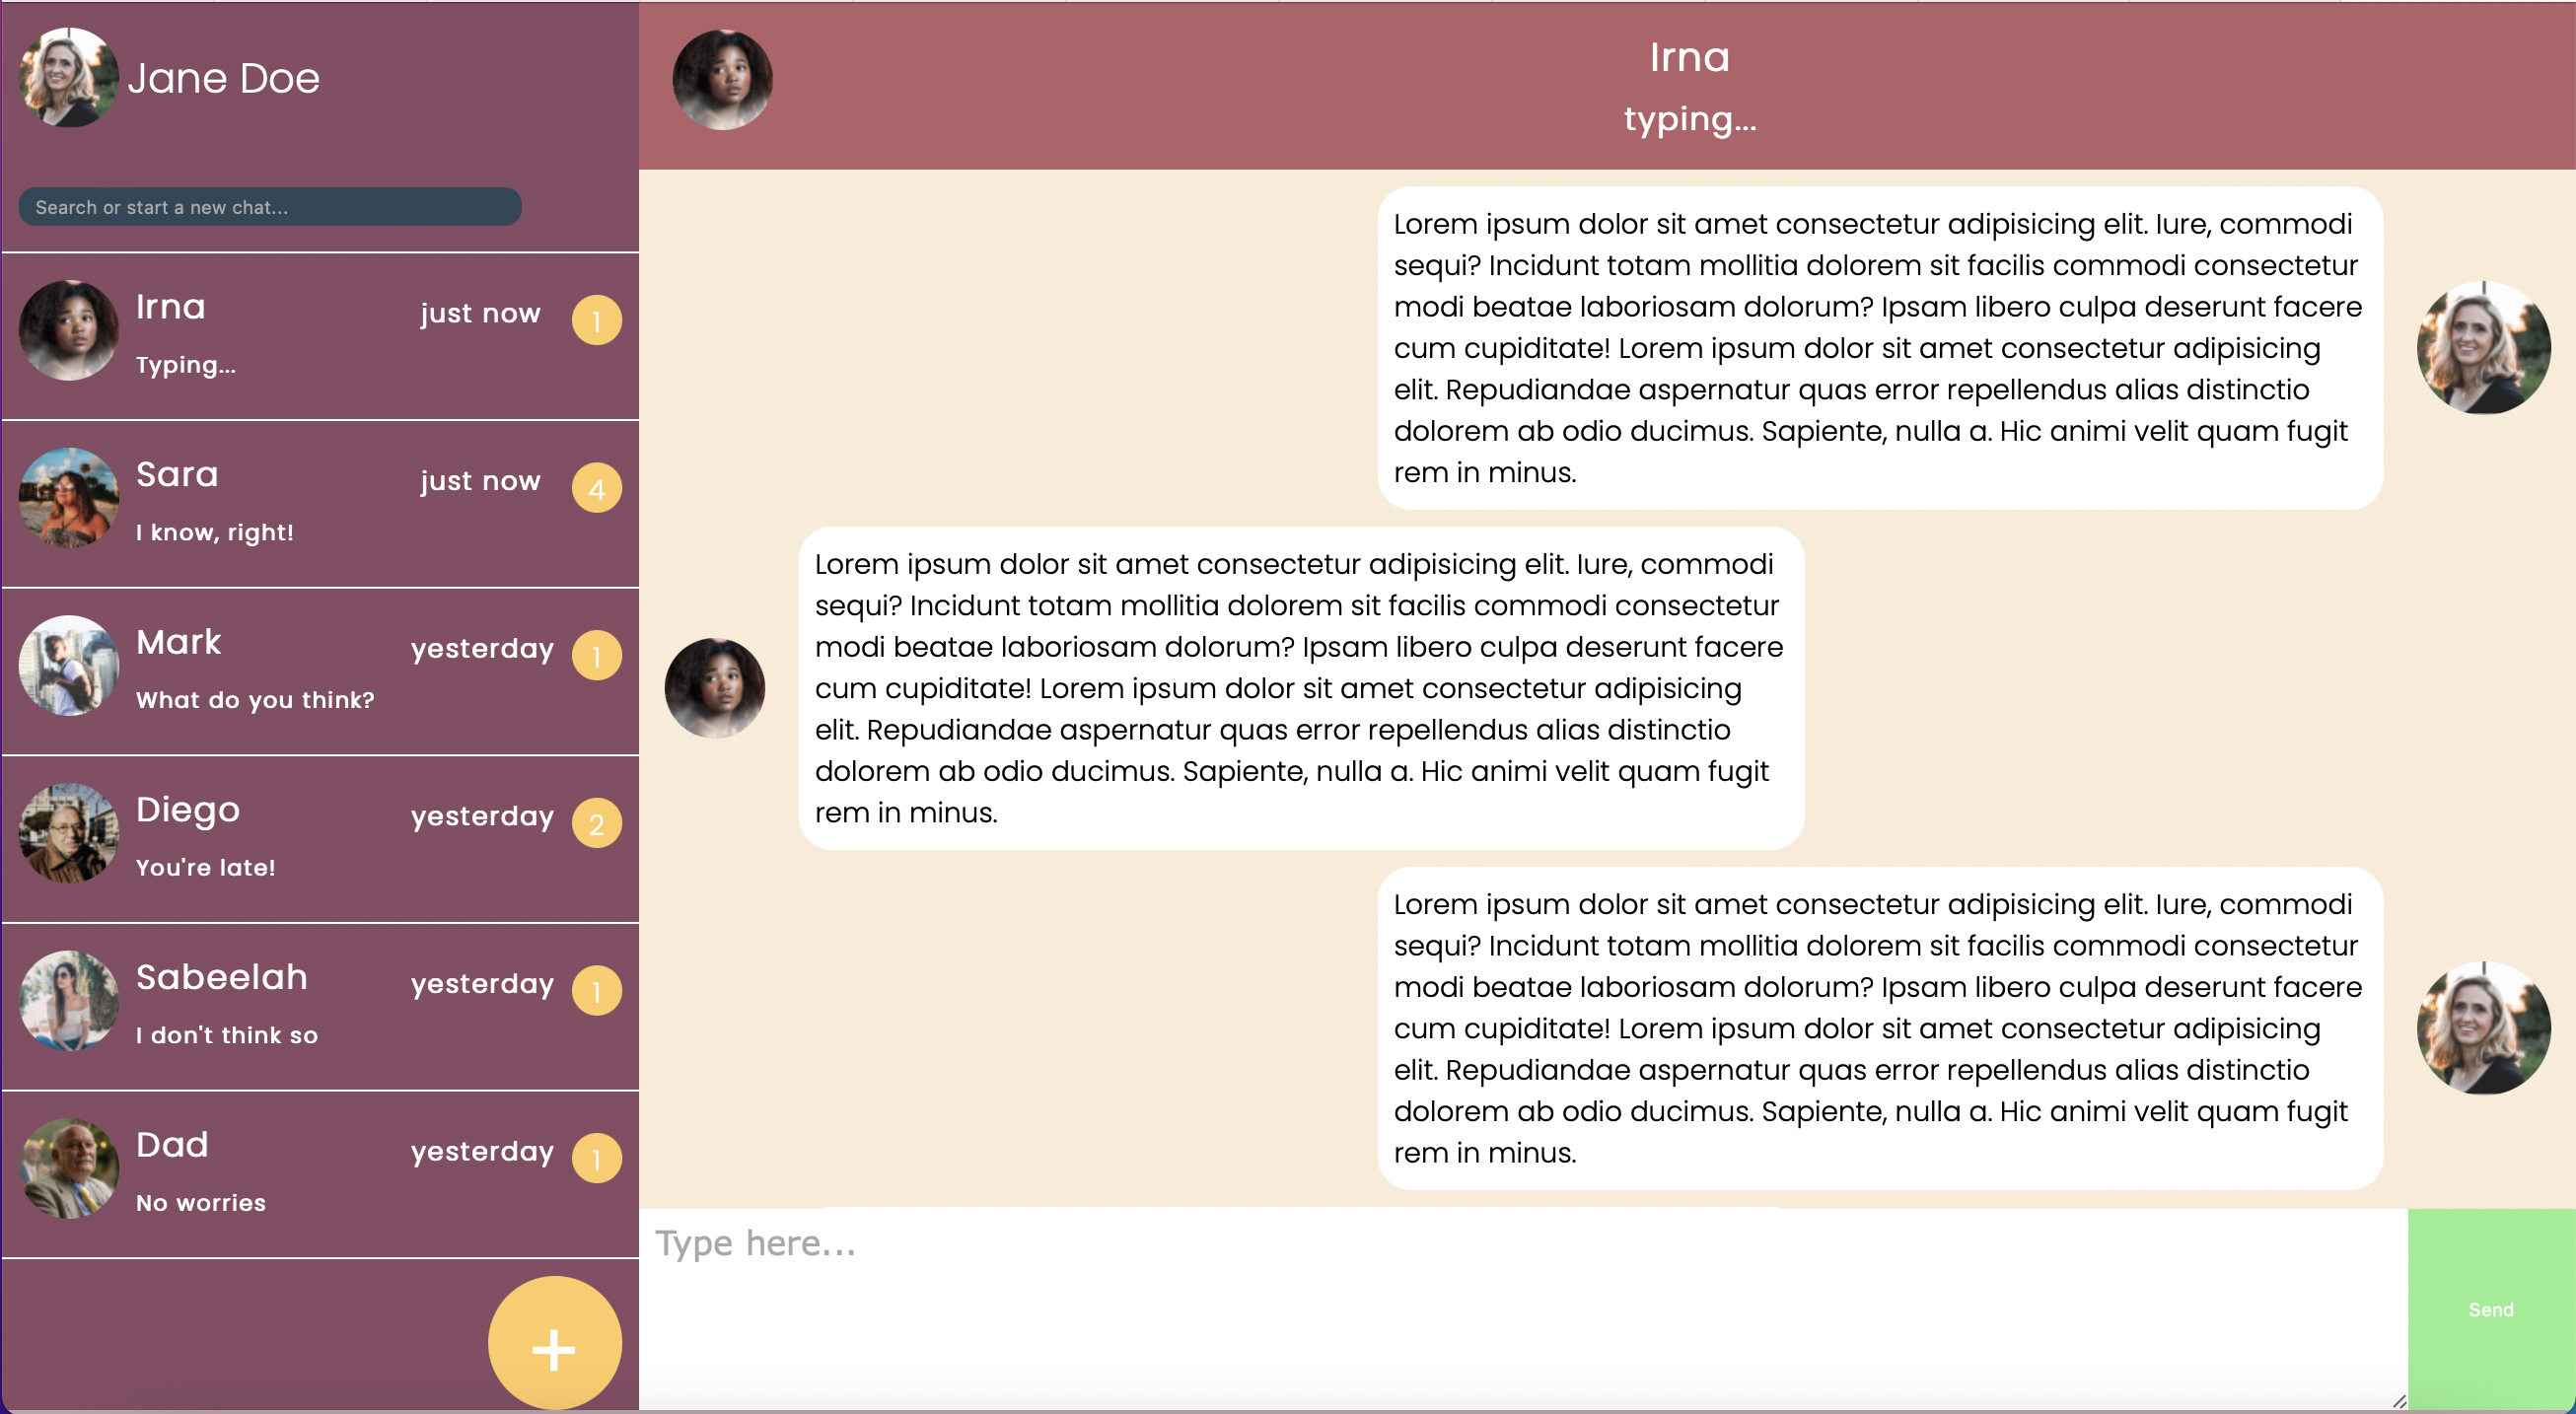 Jane Doe
Search or start a new chat...
Irna
just now
1
Typing...
Sara
just now
4
I know, right!
Mark
yesterday
1
What do you think?
Diego
yesterday
2
You're late!
Sabeelah
yesterday
1
I don't think so
Dad
yesterday
1
No worries
+
Irna
typing...
Lorem ipsum dolor sit amet consectetur adipisicing elit. Iure, commodi
sequi? Incidunt totam mollitia dolorem sit facilis commodi consectetur
modi beatae laboriosam dolorum? Ipsam libero culpa deserunt facere
cum cupiditate! Lorem ipsum dolor sit amet consectetur adipisicing
elit. Repudiandae aspernatur quas error repellendus alias distinctio
dolorem ab odio ducimus. Sapiente, nulla a. Hic animi velit quam fugit
rem in minus.
Lorem ipsum dolor sit amet consectetur adipisicing elit. Iure, commodi
sequi? Incidunt totam mollitia dolorem sit facilis commodi consectetur
modi beatae laboriosam dolorum? Ipsam libero culpa deserunt facere
cum cupiditate! Lorem ipsum dolor sit amet consectetur adipisicing
elit. Repudiandae aspernatur quas error repellendus alias distinctio
dolorem ab odio ducimus. Sapiente, nulla a. Hic animi velit quam fugit
rem in minus.
Lorem ipsum dolor sit amet consectetur adipisicing elit. Iure, commodi
sequi? Incidunt totam mollitia dolorem sit facilis commodi consectetur
modi beatae laboriosam dolorum? Ipsam libero culpa deserunt facere
cum cupiditate! Lorem ipsum dolor sit amet consectetur adipisicing
elit. Repudiandae aspernatur quas error repellendus alias distinctio
dolorem ab odio ducimus. Sapiente, nulla a. Hic animi velit quam fugit
rem in minus.
Type here...
Send